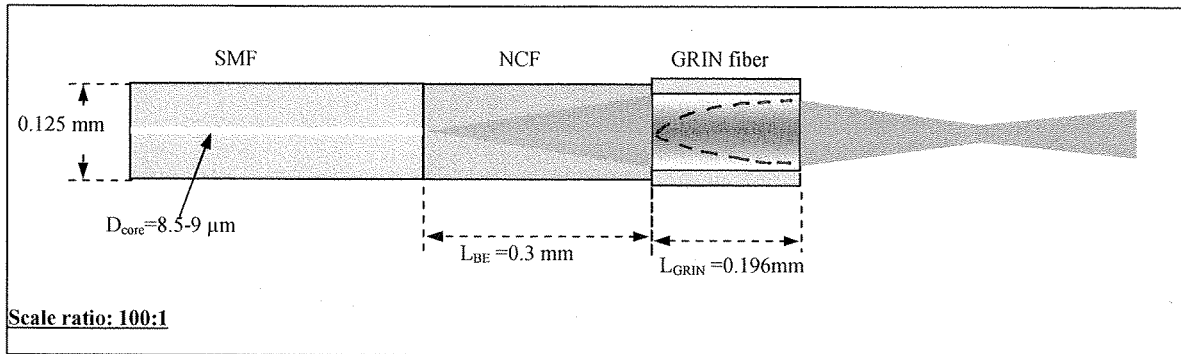 SMF NCF GRIN fiber
0.125 mm
D_core=8.5-9 µm
L_BE =0.3 mm
L_GRIN =0.196mm
Scale ratio: 100:1